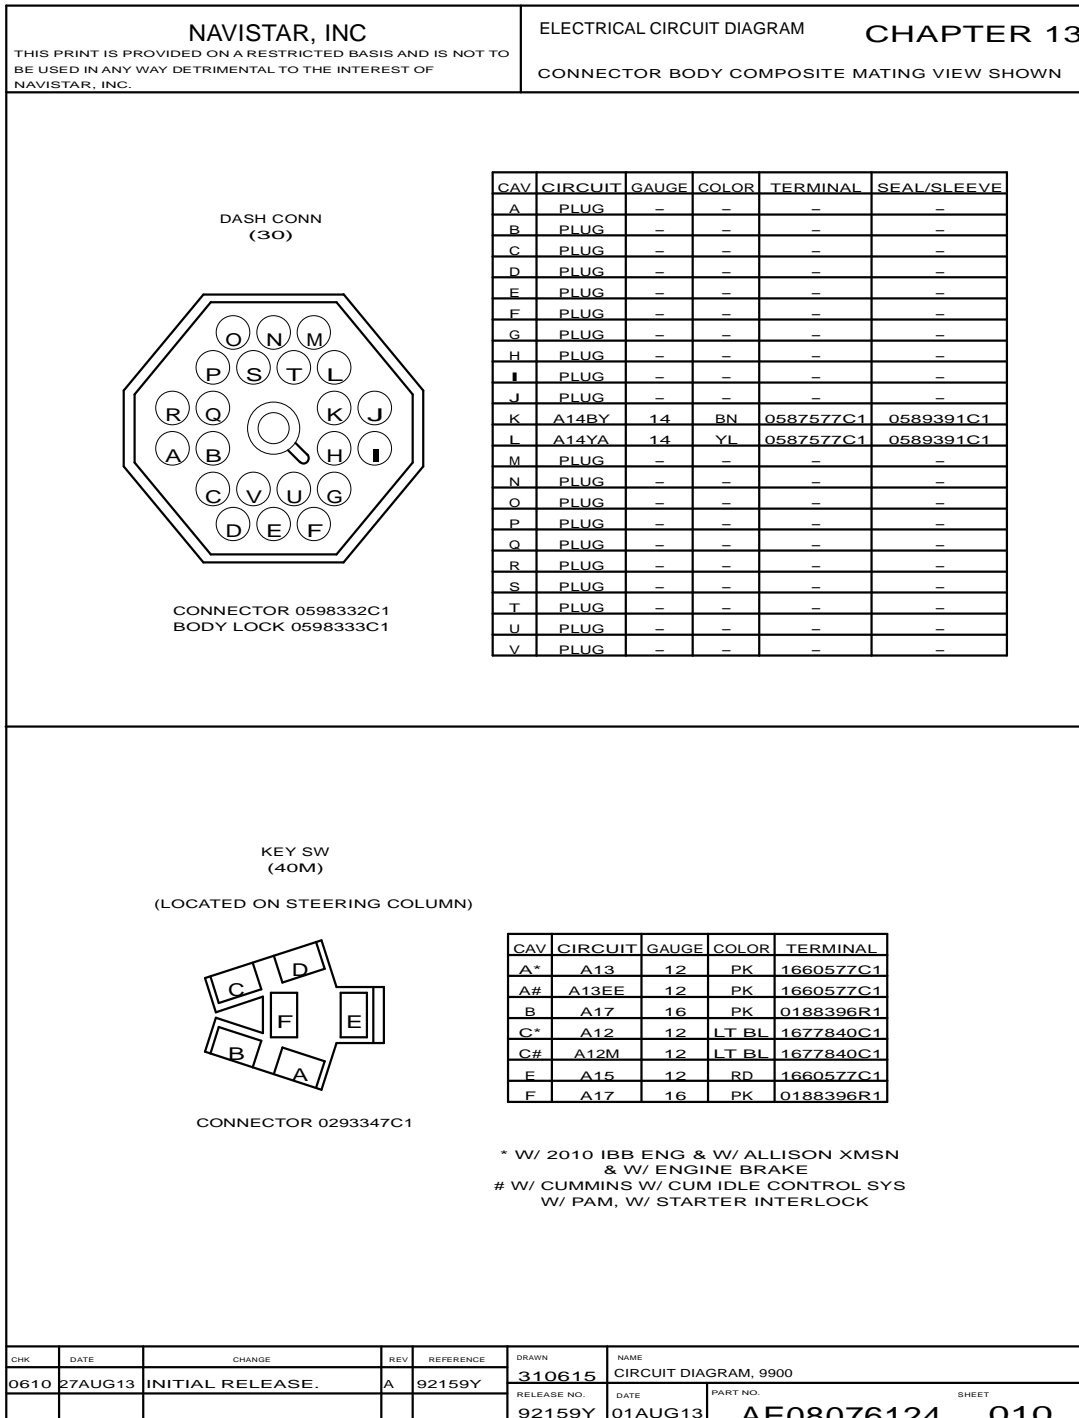 NAVISTAR, INC
THIS PRINT IS PROVIDED ON A RESTRICTED BASIS AND IS NOT TO
BE USED IN ANY WAY DETRIMENTAL TO THE INTEREST OF
NAVISTAR, INC.
ELECTRICAL CIRCUIT DIAGRAM CHAPTER 13
CONNECTOR BODY COMPOSITE MATING VIEW SHOWN
DASH CONN
(30)
O N M
P S T L
R Q K J
A B H I
C V U G
D E F
CONNECTOR 0598332C1
BODY LOCK 0598333C1
CAV CIRCUIT GAUGE COLOR TERMINAL SEAL/SLEEVE
A PLUG – – – –
B PLUG – – – –
C PLUG – – – –
D PLUG – – – –
E PLUG – – – –
F PLUG – – – –
G PLUG – – – –
H PLUG – – – –
I PLUG – – – –
J PLUG – – – –
K A14BY 14 BN 0587577C1 0589391C1
L A14YA 14 YL 0587577C1 0589391C1
M PLUG – – – –
N PLUG – – – –
O PLUG – – – –
P PLUG – – – –
Q PLUG – – – –
R PLUG – – – –
S PLUG – – – –
T PLUG – – – –
U PLUG – – – –
V PLUG – – – –
KEY SW
(40M)
(LOCATED ON STEERING COLUMN)
D
C
F E
B
A
CONNECTOR 0293347C1
CAV CIRCUIT GAUGE COLOR TERMINAL
A* A13 12 PK 1660577C1
A# A13EE 12 PK 1660577C1
B A17 16 PK 0188396R1
C* A12 12 LT BL 1677840C1
C# A12M 12 LT BL 1677840C1
E A15 12 RD 1660577C1
F A17 16 PK 0188396R1
* W/ 2010 IBB ENG & W/ ALLISON XMSN
& W/ ENGINE BRAKE
# W/ CUMMINS W/ CUM IDLE CONTROL SYS
W/ PAM, W/ STARTER INTERLOCK
CHK DATE CHANGE REV REFERENCE
0610 27AUG13 INITIAL RELEASE. A 92159Y
DRAWN
310615
NAME
CIRCUIT DIAGRAM, 9900
RELEASE NO. DATE PART NO. SHEET
92159Y 01AUG13 AE08076124 010